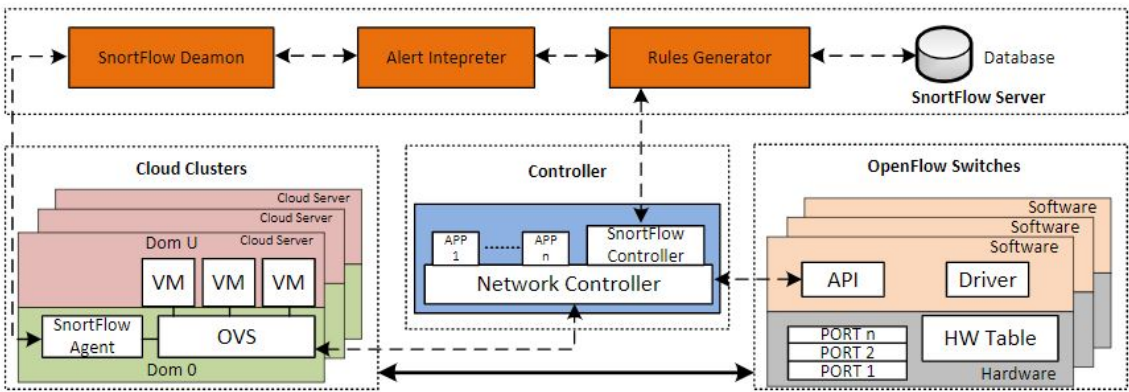 SnortFlow Deamon
Alert Intepreter
Rules Generator
Database
SnortFlow Server
Cloud Clusters
Cloud Server
Cloud Server
Cloud Server
Dom U
VM
VM
VM
SnortFlow
Agent
OVS
Dom 0
Controller
APP
1
APP
n
SnortFlow
Controller
Network Controller
OpenFlow Switches
Software
Software
Software
API
Driver
PORT n
PORT 2
PORT 1
HW Table
Hardware